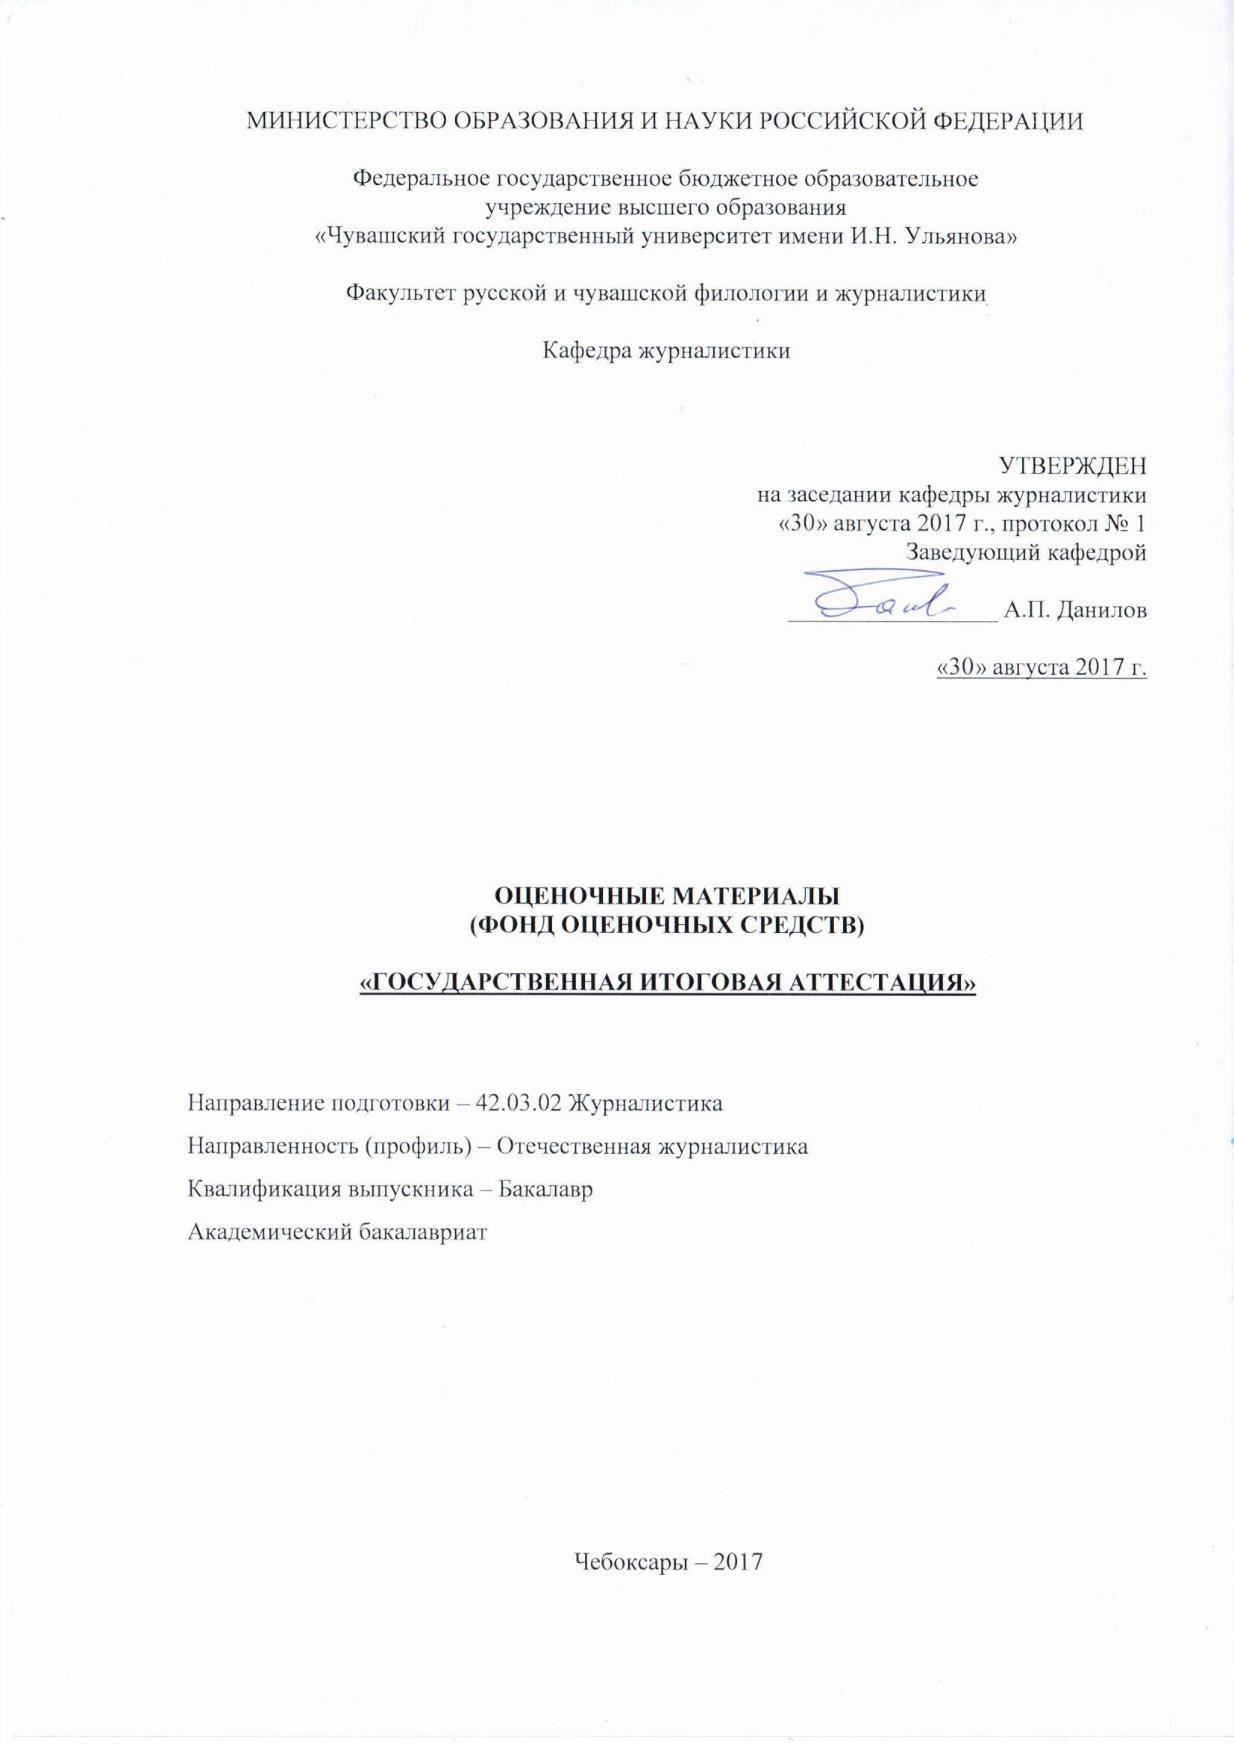 МИНИСТЕРСТВО ОБРАЗОВАНИЯ И НАУКИ РОССИЙСКОЙ ФЕДЕРАЦИИ
Федеральное государственное бюджетное образовательное
учреждение высшего образования
«Чувашский государственный университет имени И.Н. Ульянова»
Факультет русской и чувашской филологии и журналистики
Кафедра журналистики
УТВЕРЖДЕН
на заседании кафедры журналистики
«30» августа 2017 г., протокол № 1
Заведующий кафедрой
А.П. Данилов
«30» августа 2017 г.
ОЦЕНОЧНЫЕ МАТЕРИАЛЫ
(ФОНД ОЦЕНОЧНЫХ СРЕДСТВ)
«ГОСУДАРСТВЕННАЯ ИТОГОВАЯ АТТЕСТАЦИЯ»
Направление подготовки – 42.03.02 Журналистика
Направленность (профиль) – Отечественная журналистика
Квалификация выпускника – Бакалавр
Академический бакалавриат
Чебоксары – 2017